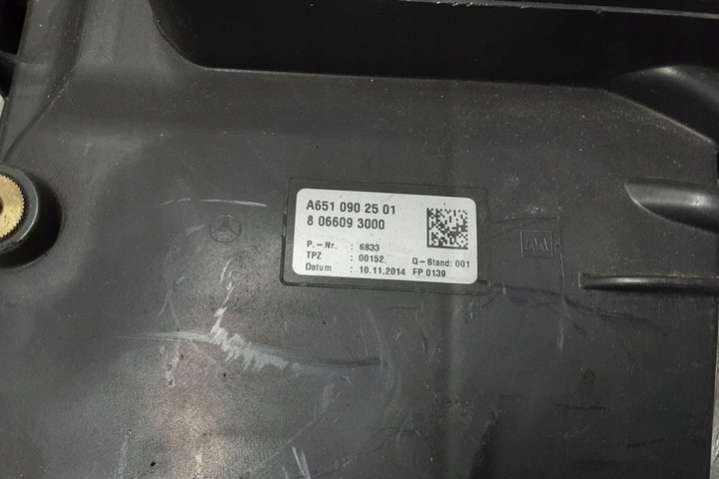 A651 090 25 01
8 06609 3000
P.-Nr. : 6833
TPZ : 00152 Q-Stand: 001
Datum : 10.11.2014 FP 0139